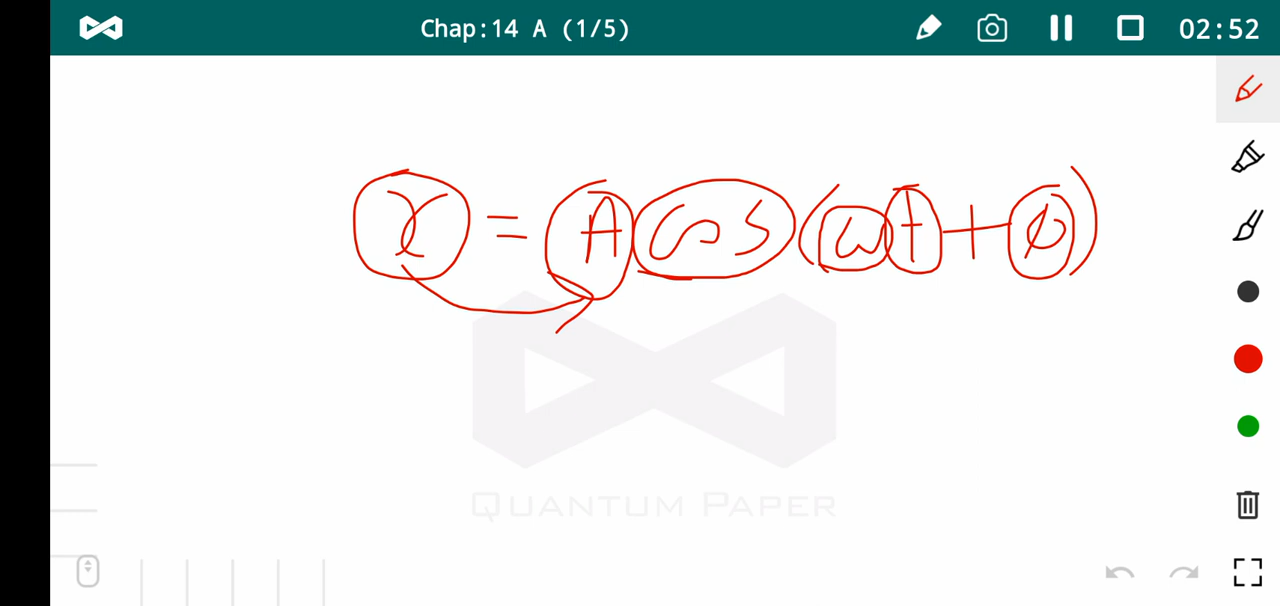 Chap:14 A (1/5)
02:52
x = A cos (ωt + φ)
QUANTUM PAPER